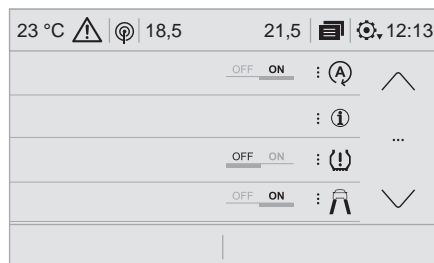 23 °C 18,5 21,5 12:13
OFF ON A
i
OFF ON (!)
OFF ON
...